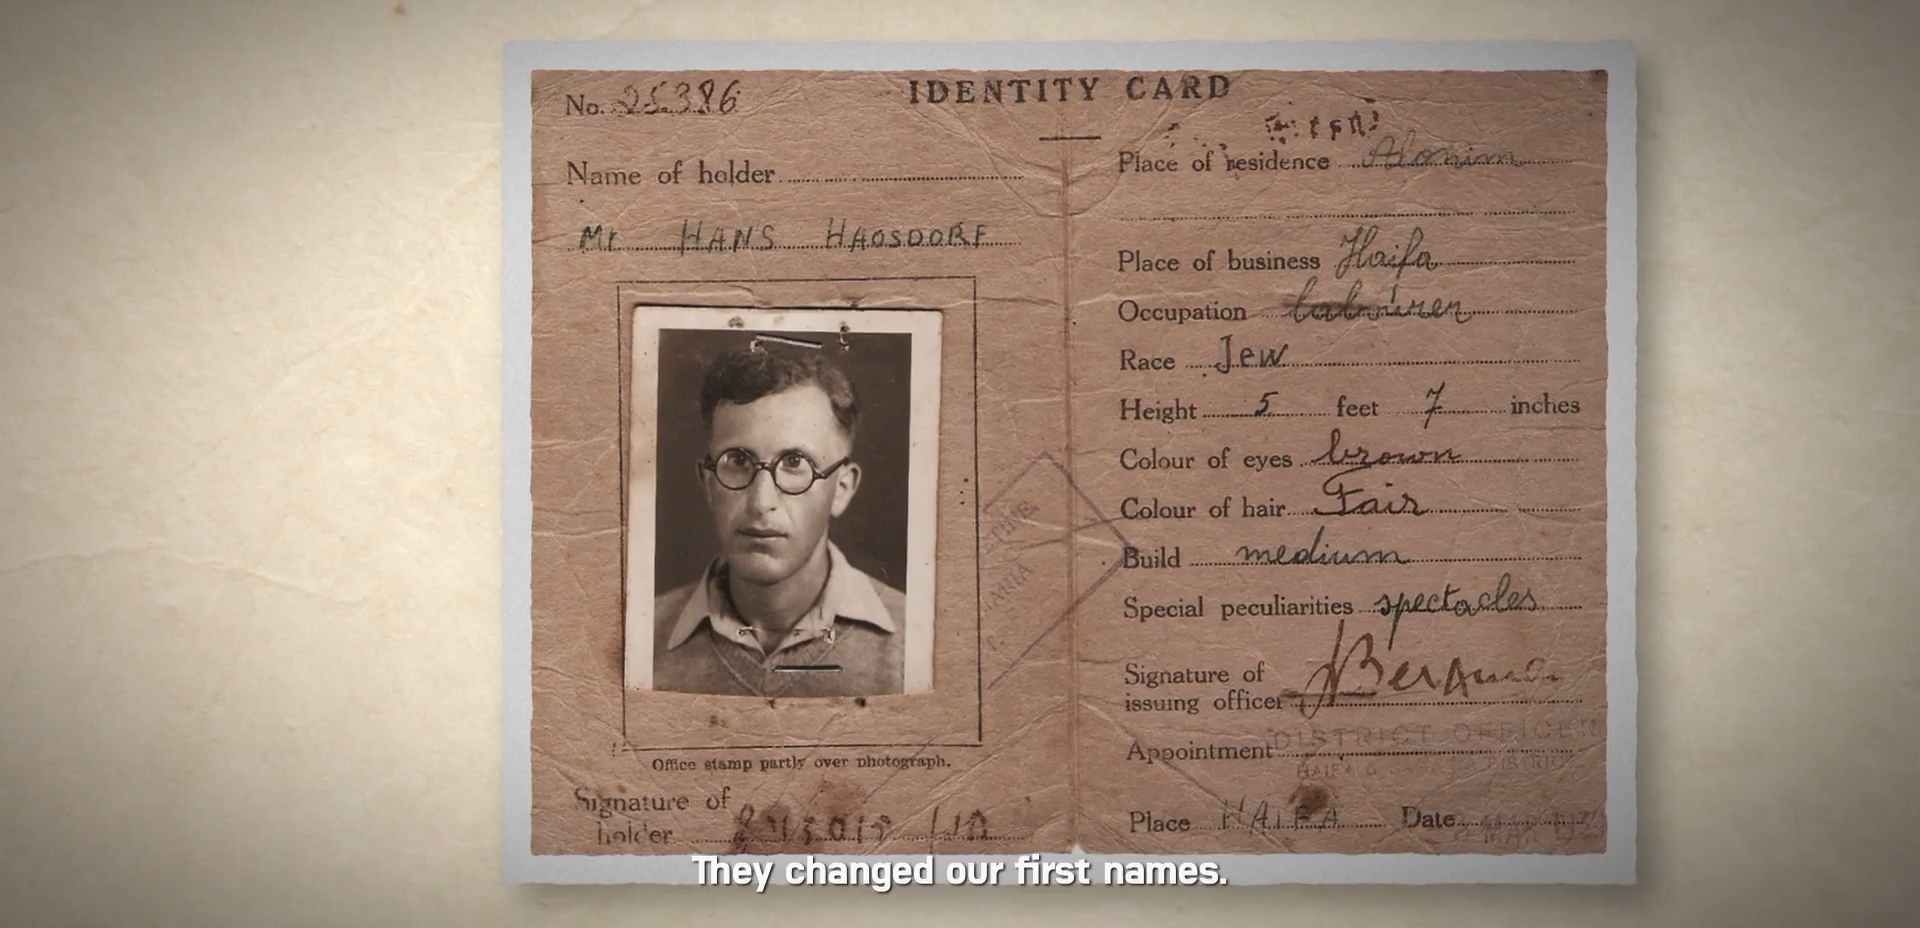 IDENTITY CARD
No. 25386
Name of holder
Mr HANS HAOSDORF
Office stamp partly over photograph.
Signature of
holder
Place of residence Alonim
Place of business Haifa
Occupation labourer
Race Jew
Height 5 feet 7 inches
Colour of eyes brown
Colour of hair Fair
Build medium
Special peculiarities spectacles
Signature of
issuing officer
Appointment DISTRICT OFFICER
Place HAIFA Date
They changed our first names.